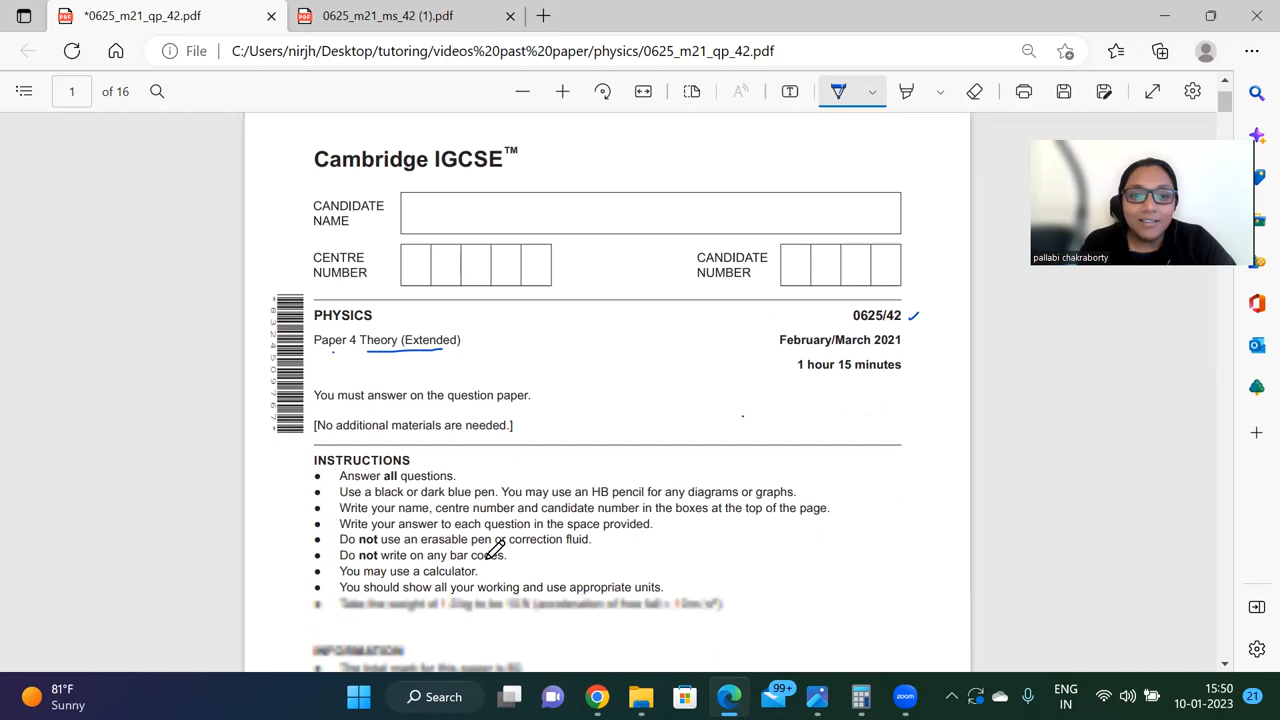 *0625_m21_qp_42.pdf
0625_m21_ms_42 (1).pdf
File
C:/Users/nirjh/Desktop/tutoring/videos%20past%20paper/physics/0625_m21_qp_42.pdf
1 of 16
Cambridge IGCSE™
CANDIDATE
NAME
CENTRE
NUMBER
CANDIDATE
NUMBER
pallabi chakraborty
PHYSICS
0625/42
Paper 4 Theory (Extended)
February/March 2021
1 hour 15 minutes
You must answer on the question paper.
[No additional materials are needed.]
INSTRUCTIONS
● Answer all questions.
● Use a black or dark blue pen. You may use an HB pencil for any diagrams or graphs.
● Write your name, centre number and candidate number in the boxes at the top of the page.
● Write your answer to each question in the space provided.
● Do not use an erasable pen or correction fluid.
● Do not write on any bar codes.
● You may use a calculator.
● You should show all your working and use appropriate units.
INFORMATION
81°F
Sunny
Search
99+
ENG
IN
15:50
10-01-2023
21